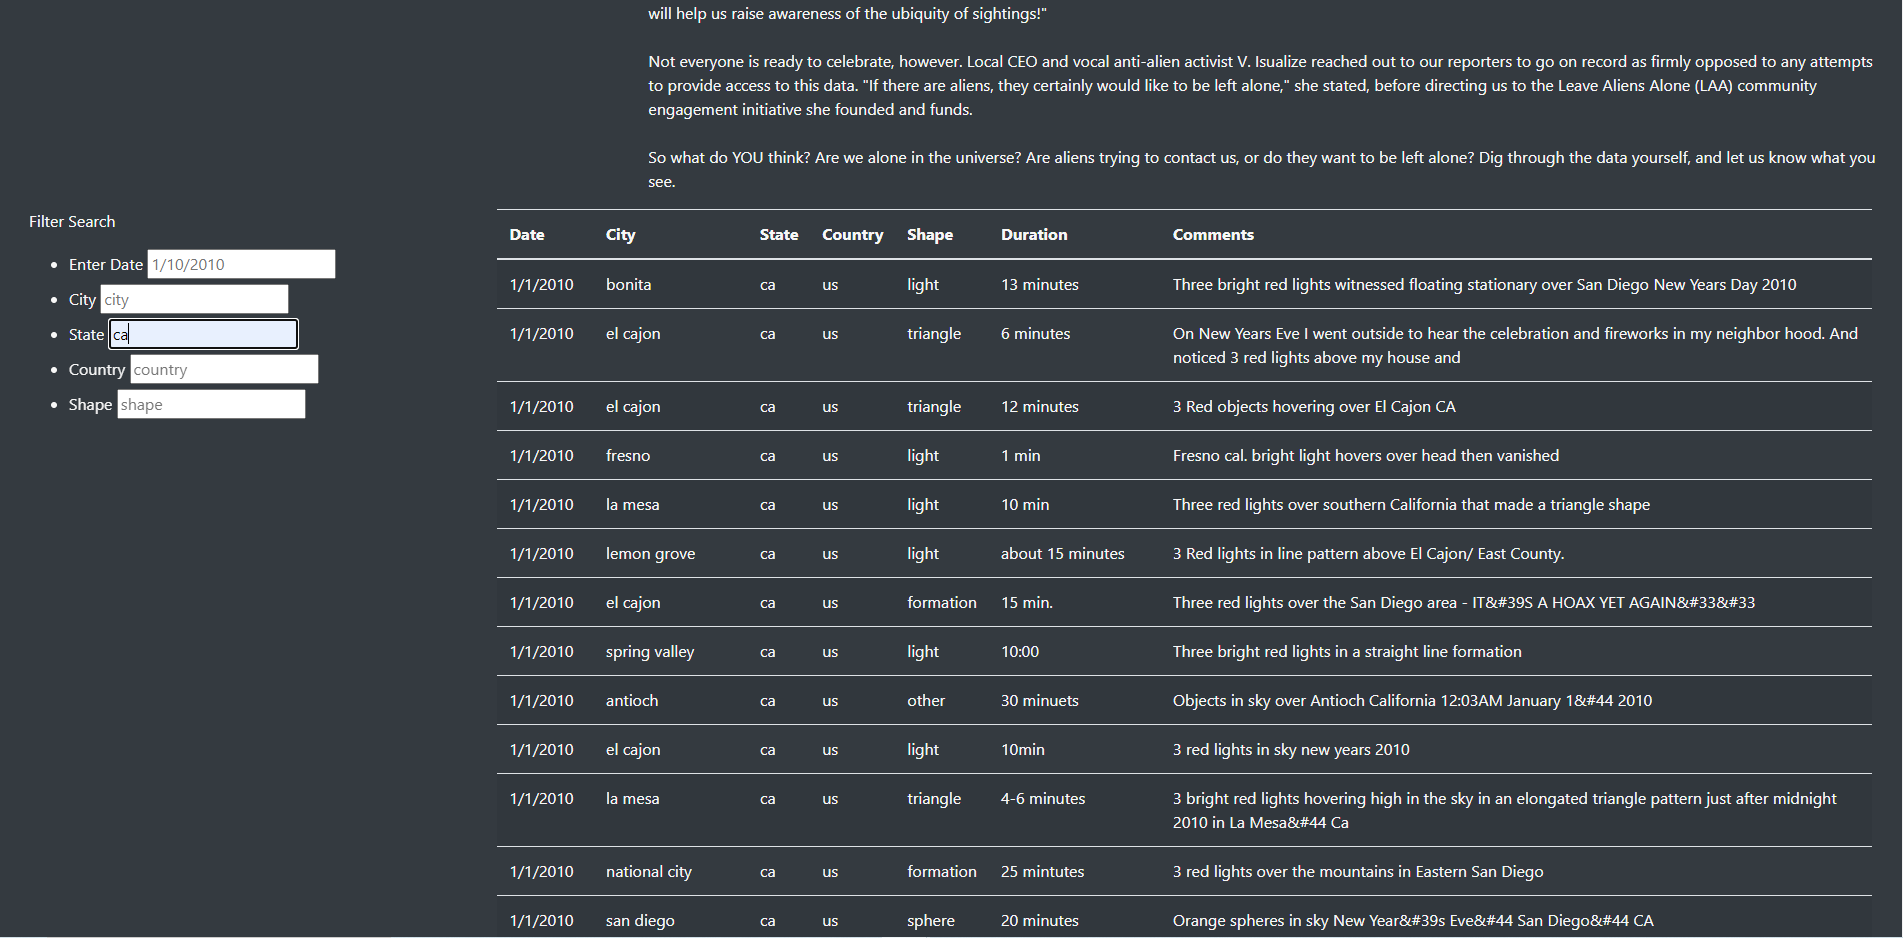 will help us raise awareness of the ubiquity of sightings!"
Not everyone is ready to celebrate, however. Local CEO and vocal anti-alien activist V. Isualize reached out to our reporters to go on record as firmly opposed to any attempts
to provide access to this data. "If there are aliens, they certainly would like to be left alone," she stated, before directing us to the Leave Aliens Alone (LAA) community
engagement initiative she founded and funds.
So what do YOU think? Are we alone in the universe? Are aliens trying to contact us, or do they want to be left alone? Dig through the data yourself, and let us know what you
see.
Filter Search
Enter Date 1/10/2010
City city
State ca
Country country
Shape shape
Date City State Country Shape Duration Comments
1/1/2010 bonita ca us light 13 minutes Three bright red lights witnessed floating stationary over San Diego New Years Day 2010
1/1/2010 el cajon ca us triangle 6 minutes On New Years Eve I went outside to hear the celebration and fireworks in my neighbor hood. And
noticed 3 red lights above my house and
1/1/2010 el cajon ca us triangle 12 minutes 3 Red objects hovering over El Cajon CA
1/1/2010 fresno ca us light 1 min Fresno cal. bright light hovers over head then vanished
1/1/2010 la mesa ca us light 10 min Three red lights over southern California that made a triangle shape
1/1/2010 lemon grove ca us light about 15 minutes 3 Red lights in line pattern above El Cajon/ East County.
1/1/2010 el cajon ca us formation 15 min. Three red lights over the San Diego area - IT&#39S A HOAX YET AGAIN&#33&#33
1/1/2010 spring valley ca us light 10:00 Three bright red lights in a straight line formation
1/1/2010 antioch ca us other 30 minuets Objects in sky over Antioch California 12:03AM January 1&#44 2010
1/1/2010 el cajon ca us light 10min 3 red lights in sky new years 2010
1/1/2010 la mesa ca us triangle 4-6 minutes 3 bright red lights hovering high in the sky in an elongated triangle pattern just after midnight
2010 in La Mesa&#44 Ca
1/1/2010 national city ca us formation 25 mintutes 3 red lights over the mountains in Eastern San Diego
1/1/2010 san diego ca us sphere 20 minutes Orange spheres in sky New Year&#39s Eve&#44 San Diego&#44 CA